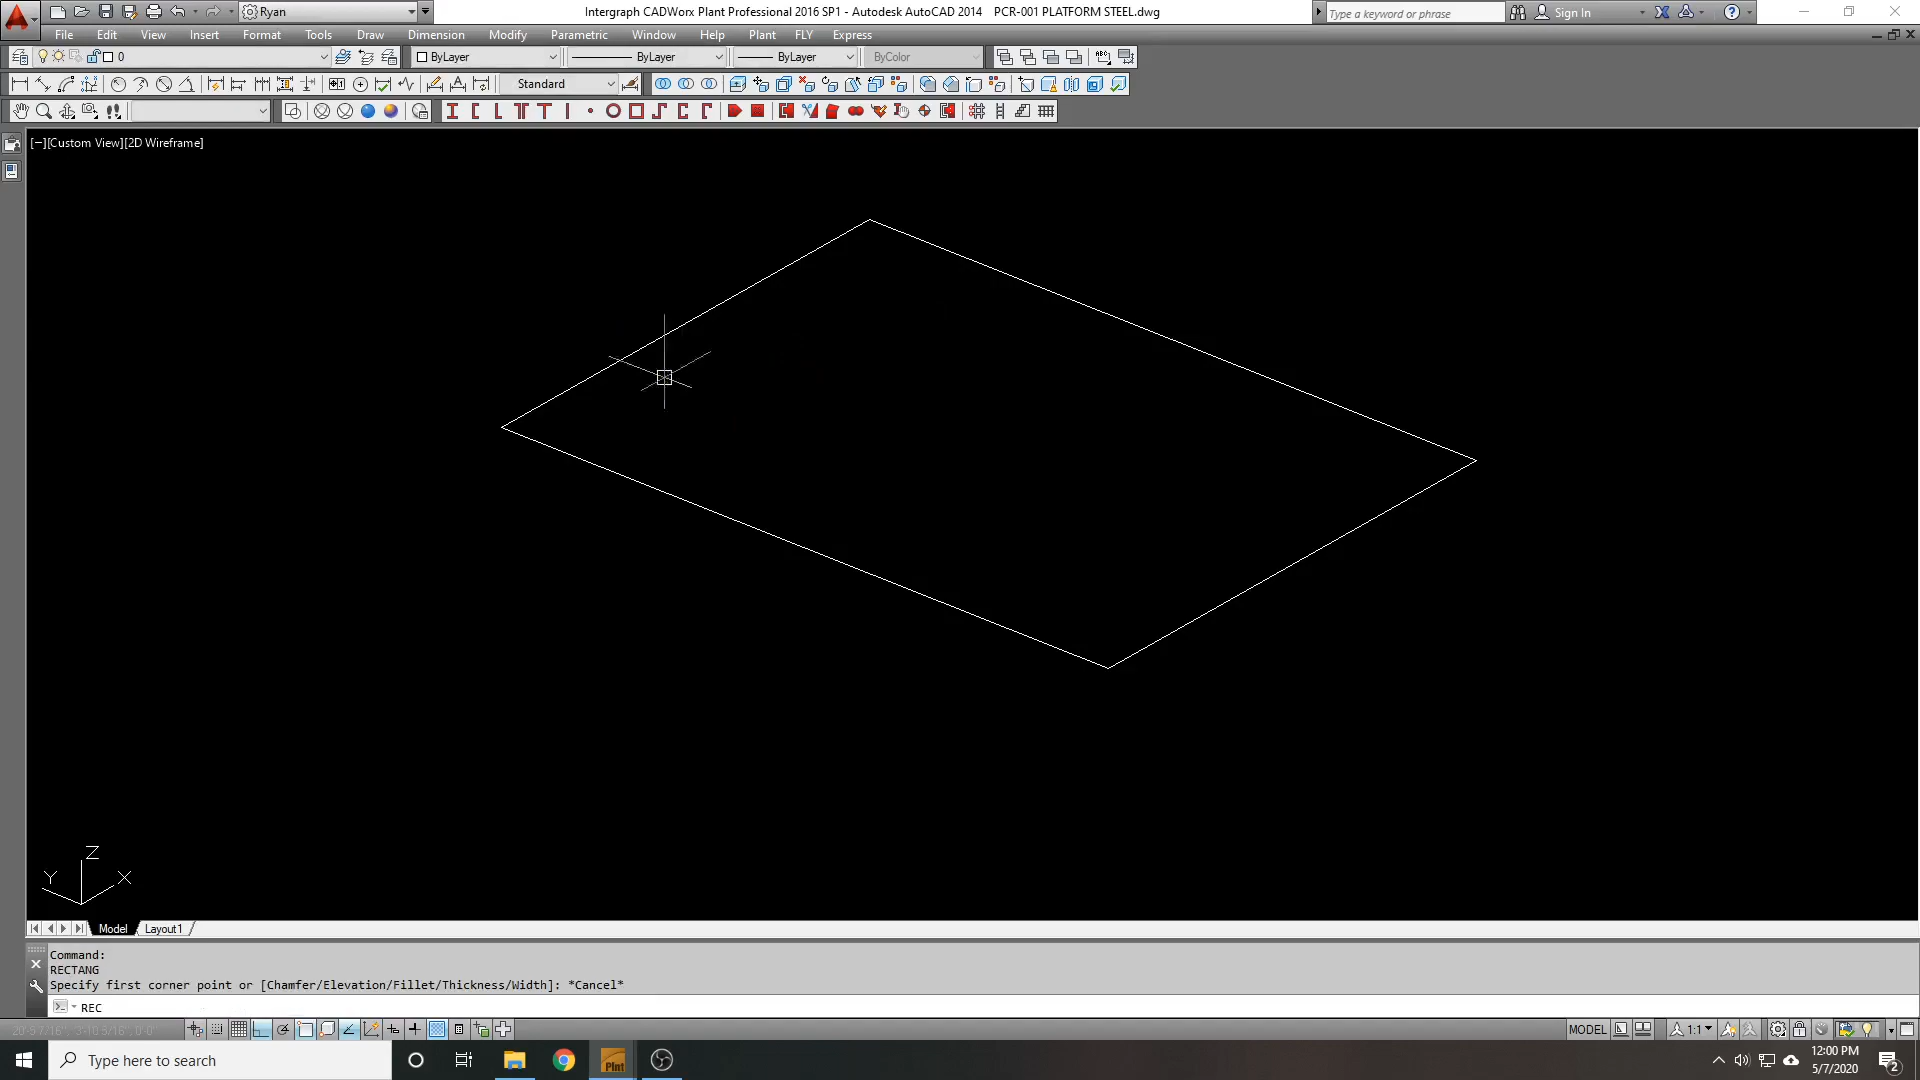 Ryan
Intergraph CADWorx Plant Professional 2016 SP1 - Autodesk AutoCAD 2014 PCR-001 PLATFORM STEEL.dwg
Type a keyword or phrase
Sign In
File Edit View Insert Format Tools Draw Dimension Modify Parametric Window Help Plant FLY Express
0 ByLayer ByLayer ByLayer ByColor
Standard
[−][Custom View][2D Wireframe]
Z
Y X
Model Layout1
Command:
RECTANG
Specify first corner point or [Chamfer/Elevation/Fillet/Thickness/Width]: *Cancel*
REC
MODEL 1:1
Type here to search
Plnt
12:00 PM
5/7/2020
2